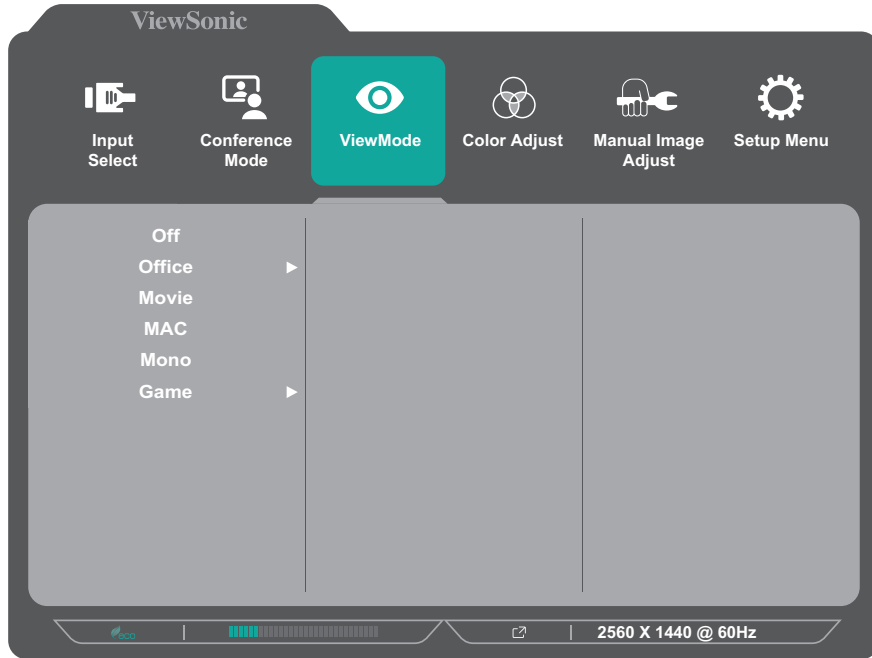 ViewSonic
Input
Select
Conference
Mode
ViewMode
Color Adjust
Manual Image
Adjust
Setup Menu
Off
Office
Movie
MAC
Mono
Game
eco
2560 X 1440 @ 60Hz